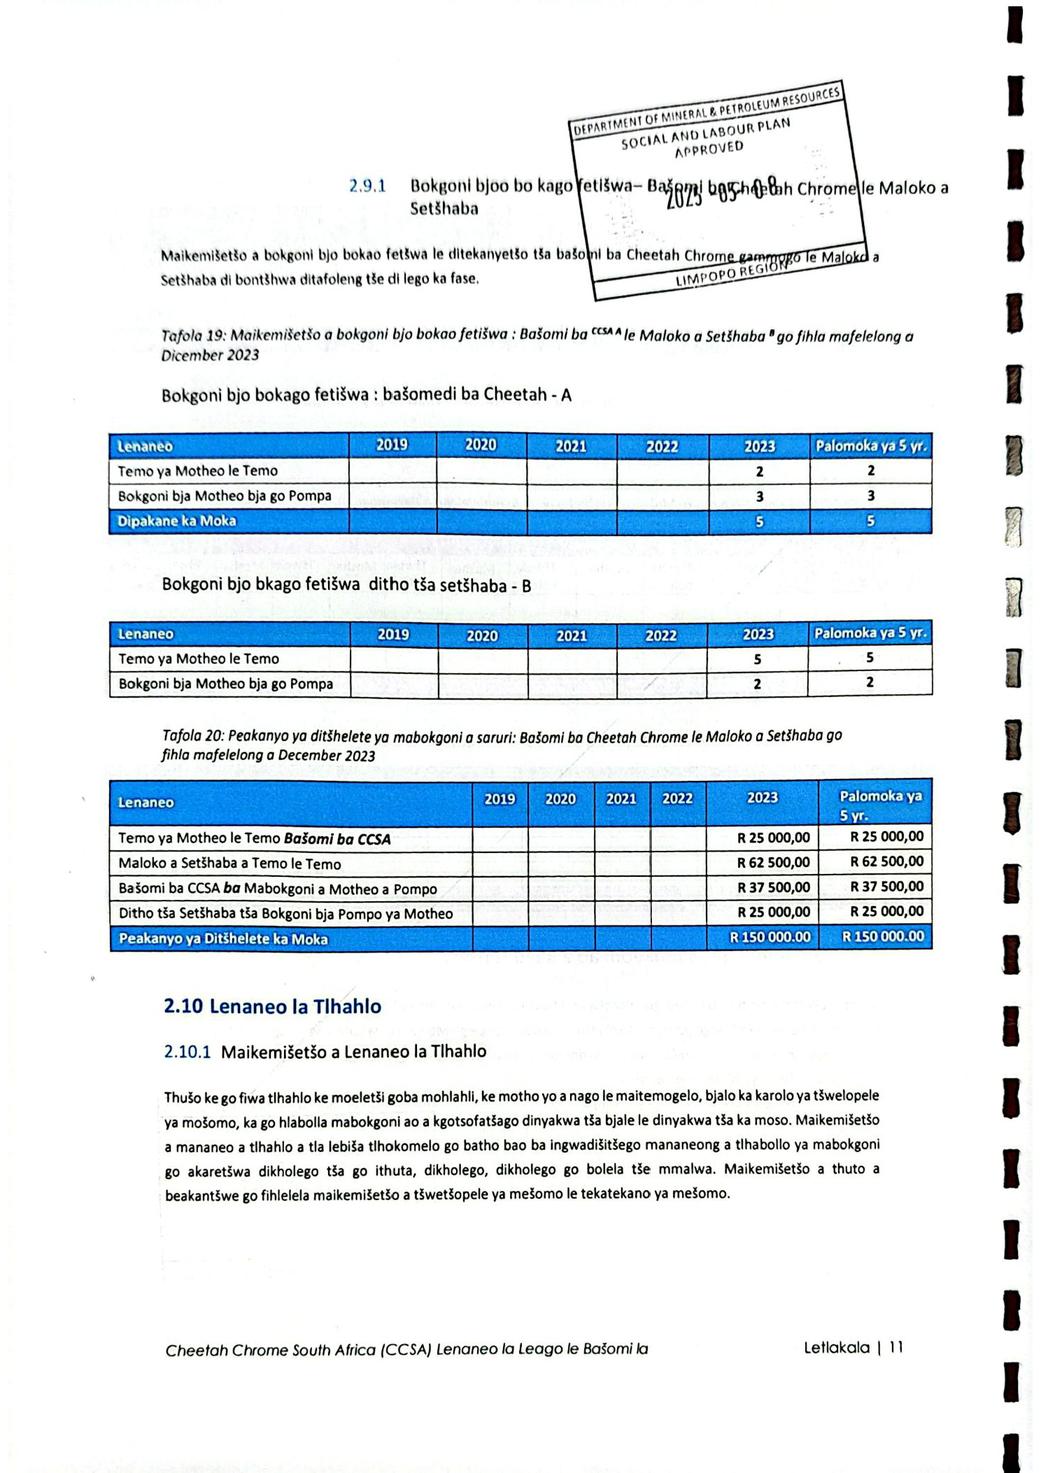 DEPARTMENT OF MINERAL & PETROLEUM RESOURCES
SOCIAL AND LABOUR PLAN
APPROVED
2025 -05- 08
LIMPOPO REGION
2.9.1 Bokgoni bjoo bo kago fetišwa– Bašomi ba Cheetah Chrome le Maloko a
Setšhaba
Maikemišetšo a bokgoni bjo bokao fetšwa le ditekanyetšo tša bašomi ba Cheetah Chrome gammogo le Maloko a
Setšhaba di bontšhwa ditafoleng tše di lego ka fase.
Tafola 19: Maikemišetšo a bokgoni bjo bokao fetišwa : Bašomi ba CCSA A le Maloko a Setšhaba B go fihla mafelelong a
Dicember 2023
Bokgoni bjo bokago fetišwa : bašomedi ba Cheetah - A
Lenaneo 2019 2020 2021 2022 2023 Palomoka ya 5 yr.
Temo ya Motheo le Temo 2 2
Bokgoni bja Motheo bja go Pompa 3 3
Dipakane ka Moka 5 5
Bokgoni bjo bkago fetišwa ditho tša setšhaba - B
Lenaneo 2019 2020 2021 2022 2023 Palomoka ya 5 yr.
Temo ya Motheo le Temo 5 5
Bokgoni bja Motheo bja go Pompa 2 2
Tafola 20: Peakanyo ya ditšhelete ya mabokgoni a saruri: Bašomi ba Cheetah Chrome le Maloko a Setšhaba go
fihla mafelelong a December 2023
Lenaneo 2019 2020 2021 2022 2023 Palomoka ya
5 yr.
Temo ya Motheo le Temo Bašomi ba CCSA R 25 000,00 R 25 000,00
Maloko a Setšhaba a Temo le Temo R 62 500,00 R 62 500,00
Bašomi ba CCSA ba Mabokgoni a Motheo a Pompo R 37 500,00 R 37 500,00
Ditho tša Setšhaba tša Bokgoni bja Pompo ya Motheo R 25 000,00 R 25 000,00
Peakanyo ya Ditšhelete ka Moka R 150 000.00 R 150 000.00
2.10 Lenaneo la Tlhahlo
2.10.1 Maikemišetšo a Lenaneo la Tlhahlo
Thušo ke go fiwa tlhahlo ke moeletši goba mohlahli, ke motho yo a nago le maitemogelo, bjalo ka karolo ya tšwelopele
ya mošomo, ka go hlabolla mabokgoni ao a kgotsofatšago dinyakwa tša bjale le dinyakwa tša ka moso. Maikemišetšo
a mananeo a tlhahlo a tla lebiša tlhokomelo go batho bao ba ingwadišitšego mananeong a tlhabollo ya mabokgoni
go akaretšwa dikholego tša go ithuta, dikholego, dikholego go bolela tše mmalwa. Maikemišetšo a thuto a
beakantšwe go fihlelela maikemišetšo a tšwetšopele ya mešomo le tekatekano ya mešomo.
Cheetah Chrome South Africa (CCSA) Lenaneo la Leago le Bašomi la
Letlakala | 11